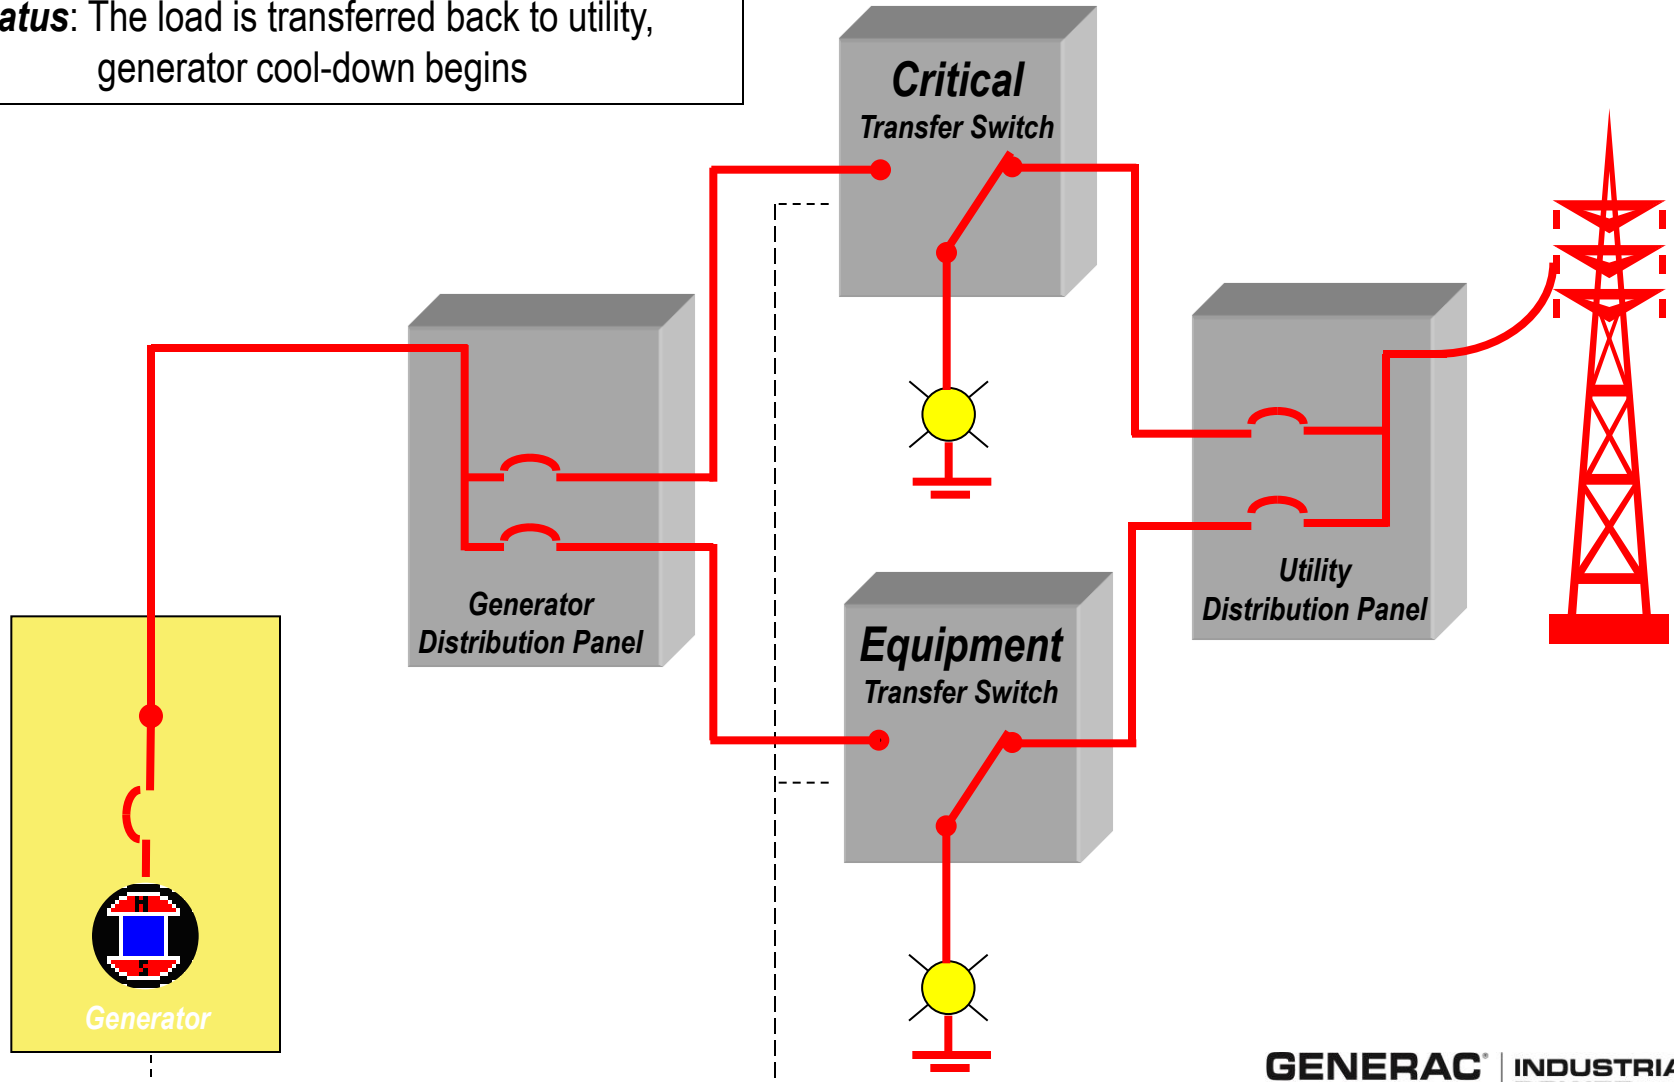 atus: The load is transferred back to utility,
generator cool-down begins
Critical
Transfer Switch
Generator
Distribution Panel
Utility
Distribution Panel
Equipment
Transfer Switch
N
S
Generator
GENERAC® | INDUSTRIA